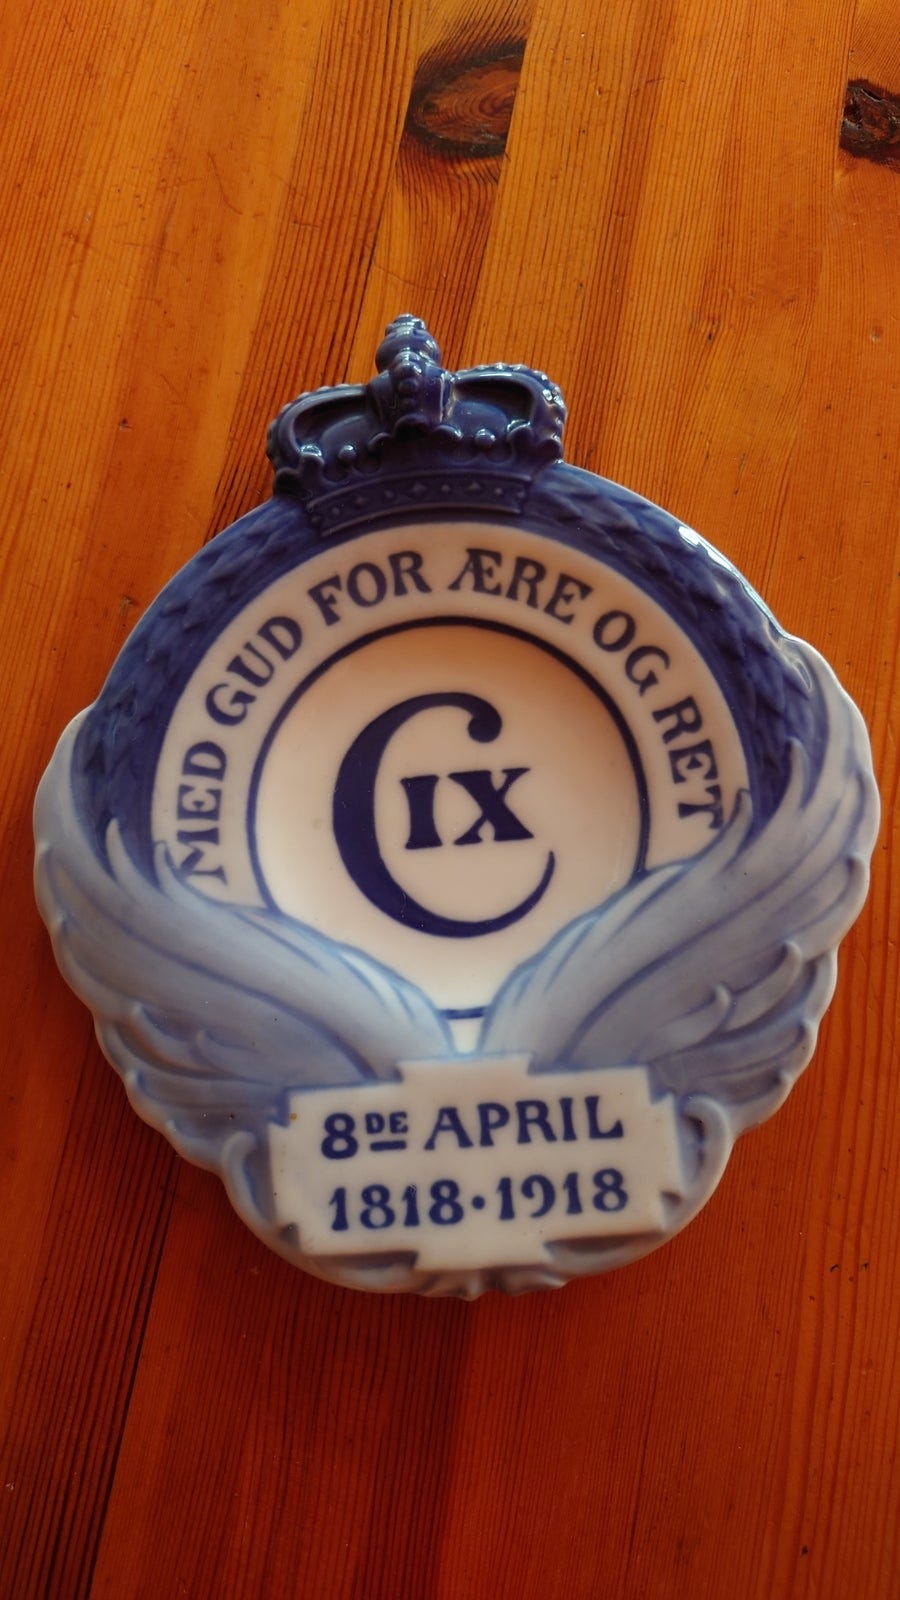 MED GUD FOR ÆRE OG RET
C IX
8DE APRIL
1818·1918